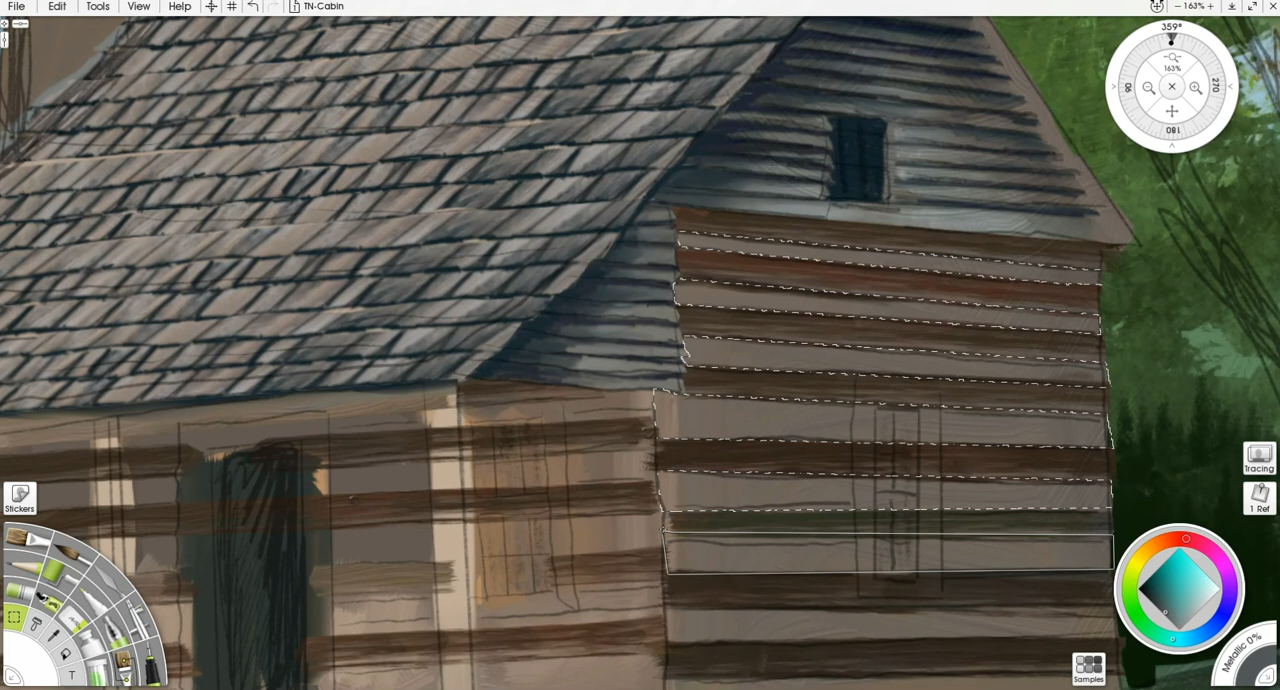 File Edit Tools View Help TN-Cabin − 163% +
359°
163%
90
270
180
Tracing
Stickers
1 Ref
T
Metallic 0%
Samples